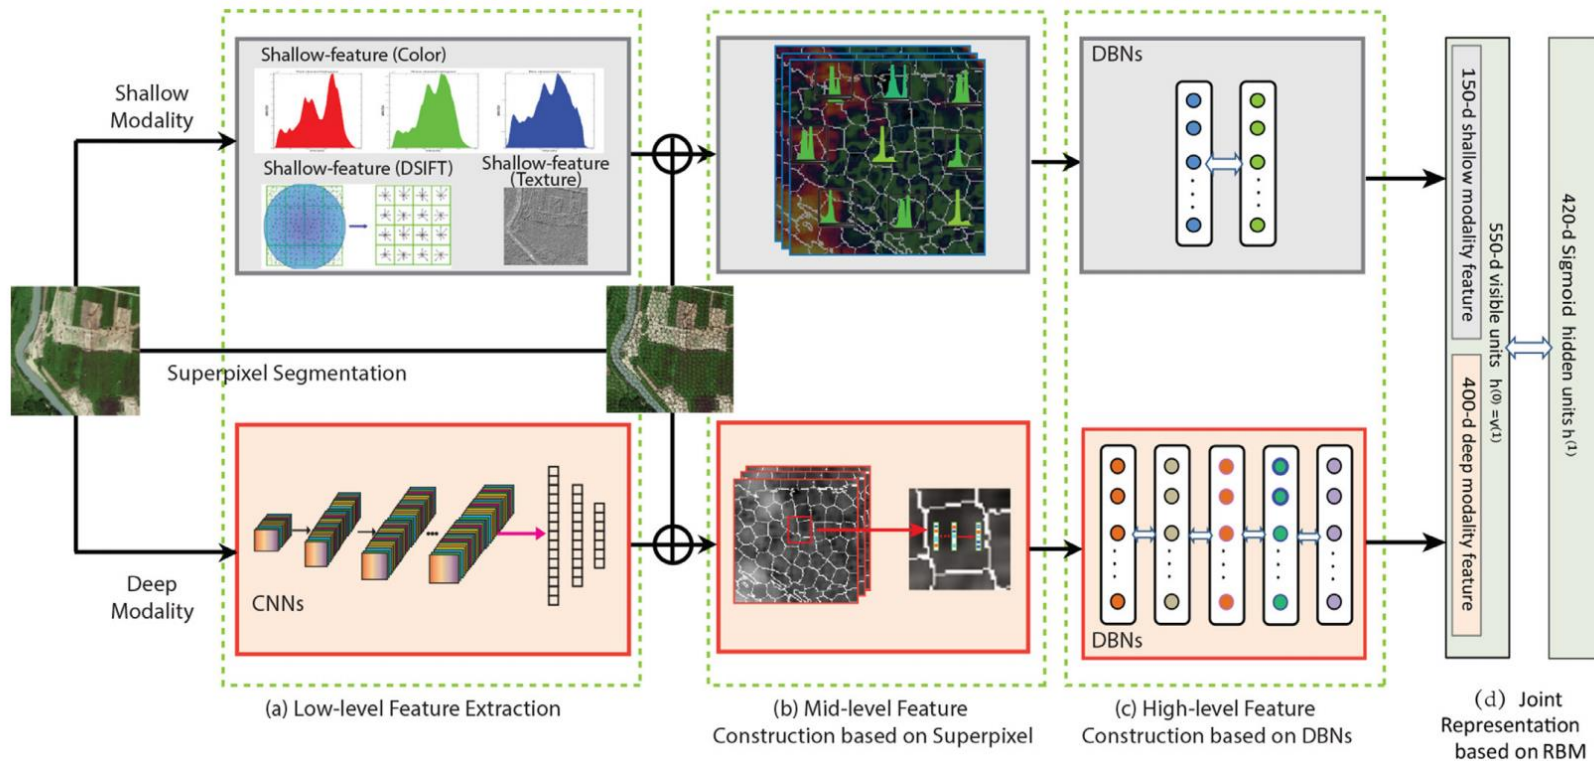 Shallow
Modality
Shallow-feature (Color)
Shallow-feature (DSIFT)
Shallow-feature
(Texture)
Superpixel Segmentation
Deep
Modality
CNNs
(a) Low-level Feature Extraction
(b) Mid-level Feature
Construction based on Superpixel
DBNs
DBNs
(c) High-level Feature
Construction based on DBNs
150-d shallow modality feature
400-d deep modality feature
550-d visible units h(0) =v(1)
420-d Sigmoid hidden units h(1)
(d) Joint
Representation
based on RBM